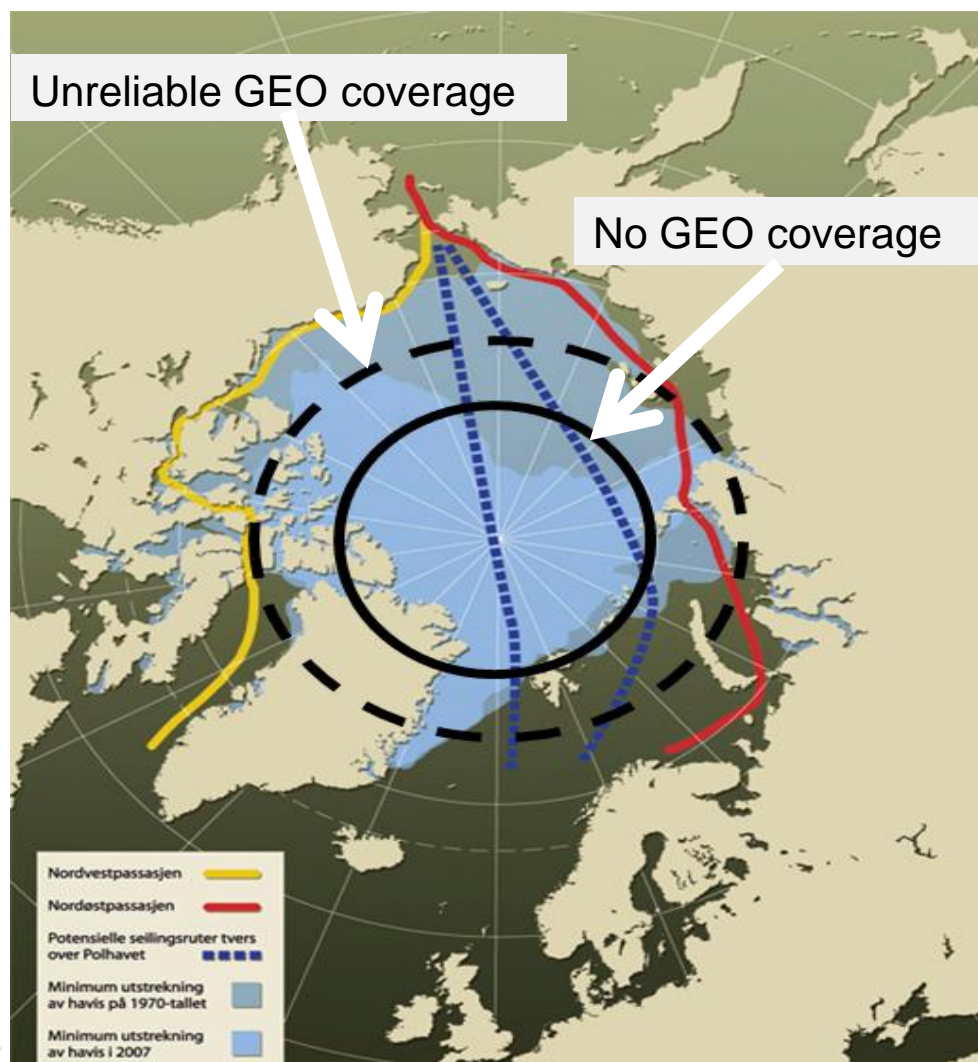 Unreliable GEO coverage
No GEO coverage
Nordvestpassasjen
Nordøstpassasjen
Potensielle seilingsruter tvers
over Polhavet
Minimum utstrekning
av havis på 1970-tallet
Minimum utstrekning
av havis i 2007